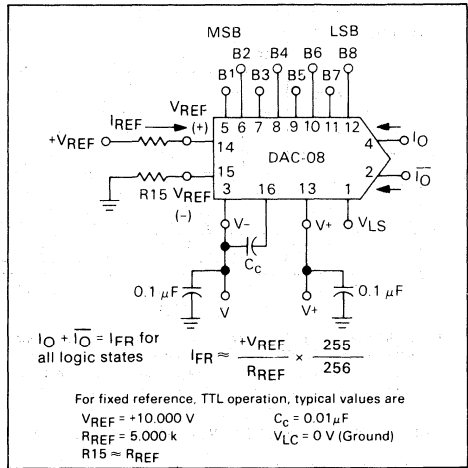 MSB LSB
B2 B4 B6 B8
B1 B3 B5 B7
IREF VREF (+)
5 6 7 8 9 10 11 12
+VREF 14 4 IO
DAC-08
15 2 I̅O̅
R15 VREF (-)
3 16 13 1
V- CC V+ VLS
0.1 µF 0.1 µF
V V+
IO + I̅O̅ = IFR for
all logic states
IFR ≈ +VREF / RREF × 255 / 256
For fixed reference, TTL operation, typical values are
VREF = +10.000 V CC = 0.01µF
RREF = 5.000 k VLC = 0 V (Ground)
R15 ≈ RREF